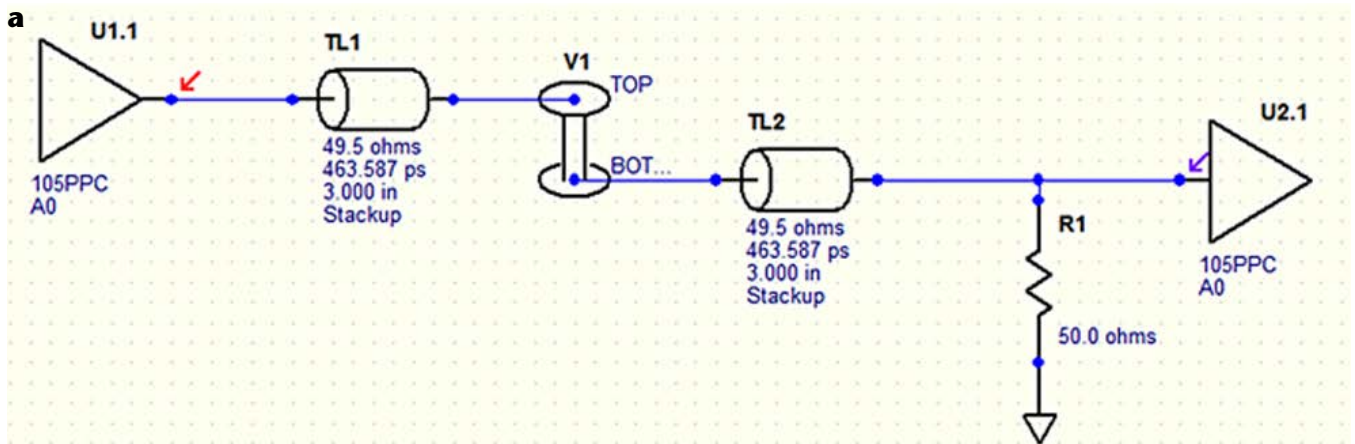 a
U1.1
105PPC
A0
TL1
49.5 ohms
463.587 ps
3.000 in
Stackup
V1
TOP
BOT...
TL2
49.5 ohms
463.587 ps
3.000 in
Stackup
R1
50.0 ohms
U2.1
105PPC
A0